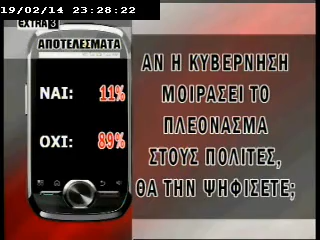 19/02/14 23:28:22
EXTRA 3
ΑΠΟΤΕΛΕΣΜΑΤΑ
ΝΑΙ: 11%
ΟΧΙ: 89%
ΑΝ Η ΚΥΒΕΡΝΗΣΗ
ΜΟΙΡΑΣΕΙ ΤΟ
ΠΛΕΟΝΑΣΜΑ
ΣΤΟΥΣ ΠΟΛΙΤΕΣ,
ΘΑ ΤΗΝ ΨΗΦΙΣΕΤΕ;